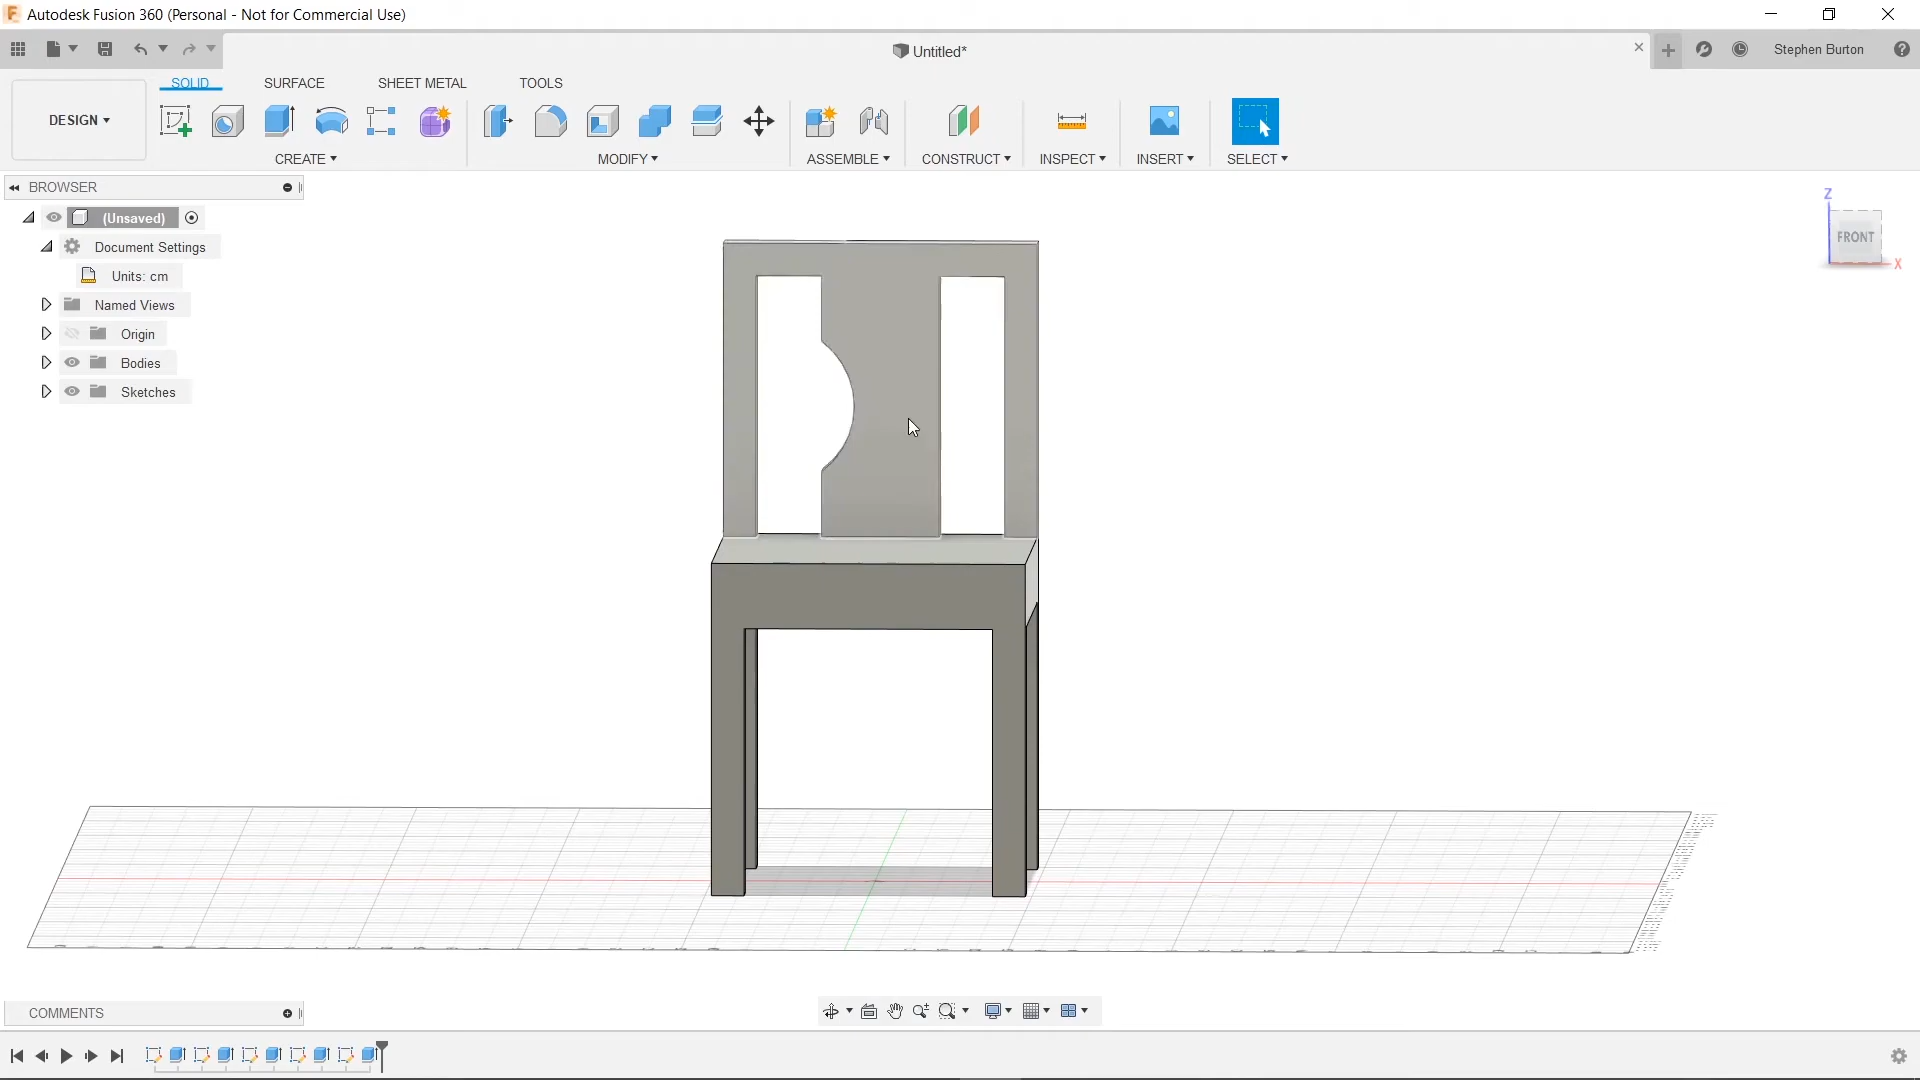 Autodesk Fusion 360 (Personal - Not for Commercial Use)
Untitled*
Stephen Burton
SOLID SURFACE SHEET METAL TOOLS
DESIGN
CREATE MODIFY ASSEMBLE CONSTRUCT INSPECT INSERT SELECT
BROWSER
(Unsaved)
Document Settings
Units: cm
Named Views
Origin
Bodies
Sketches
Z
FRONT
X
COMMENTS